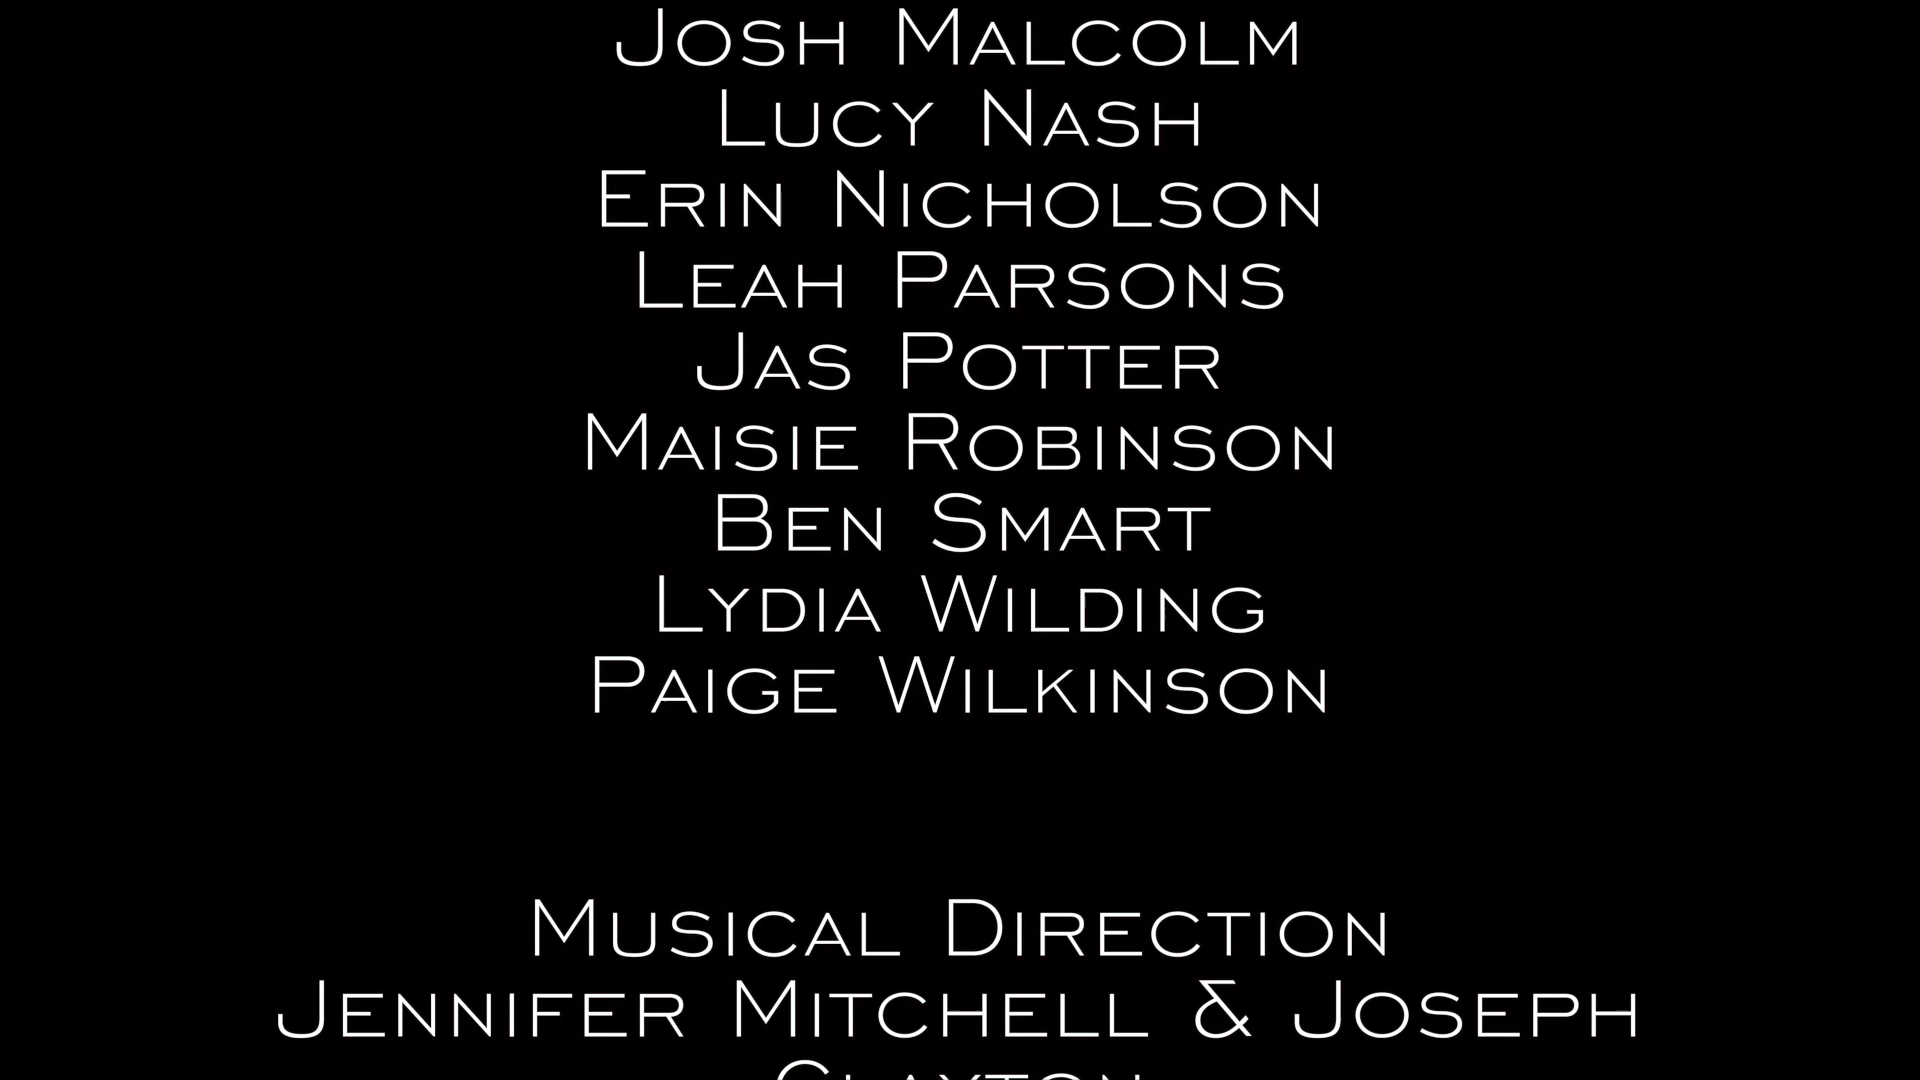 Josh Malcolm
Lucy Nash
Erin Nicholson
Leah Parsons
Jas Potter
Maisie Robinson
Ben Smart
Lydia Wilding
Paige Wilkinson
Musical Direction
Jennifer Mitchell & Joseph
Clayton